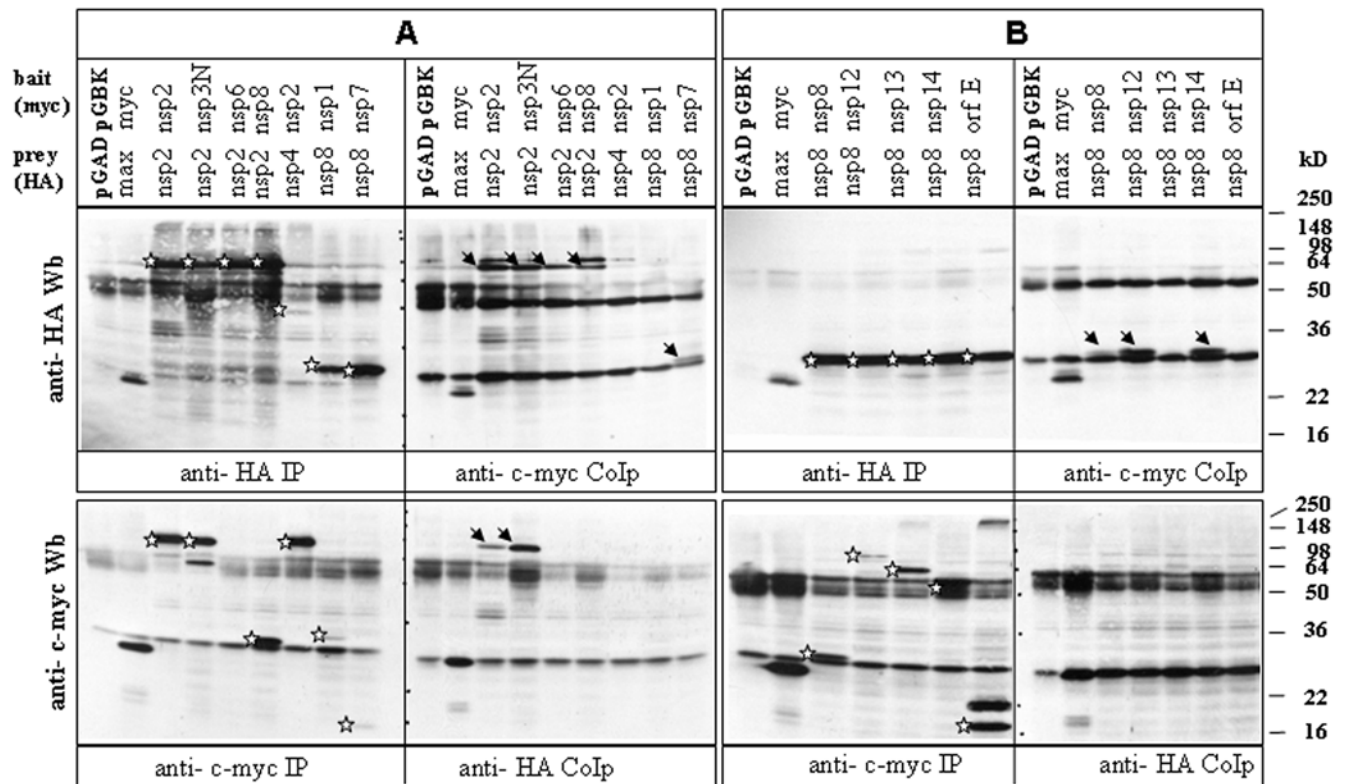 A
B
bait (myc)
pGBK myc nsp2 nsp3N nsp6 nsp8 nsp2 nsp1 nsp7
pGBK myc nsp2 nsp3N nsp6 nsp8 nsp2 nsp1 nsp7
pGBK myc nsp8 nsp12 nsp13 nsp14 orf E
pGBK myc nsp8 nsp12 nsp13 nsp14 orf E
prey (HA)
pGAD max nsp2 nsp2 nsp2 nsp2 nsp4 nsp8 nsp8
pGAD max nsp2 nsp2 nsp2 nsp2 nsp4 nsp8 nsp8
pGAD max nsp8 nsp8 nsp8 nsp8 nsp8
pGAD max nsp8 nsp8 nsp8 nsp8 nsp8
kD
250
148
98
64
50
36
22
16
anti- HA Wb
anti- HA IP
anti- c-myc CoIp
anti- HA IP
anti- c-myc CoIp
250
148
98
64
50
36
22
16
anti- c-myc Wb
anti- c-myc IP
anti- HA CoIp
anti- c-myc IP
anti- HA CoIp